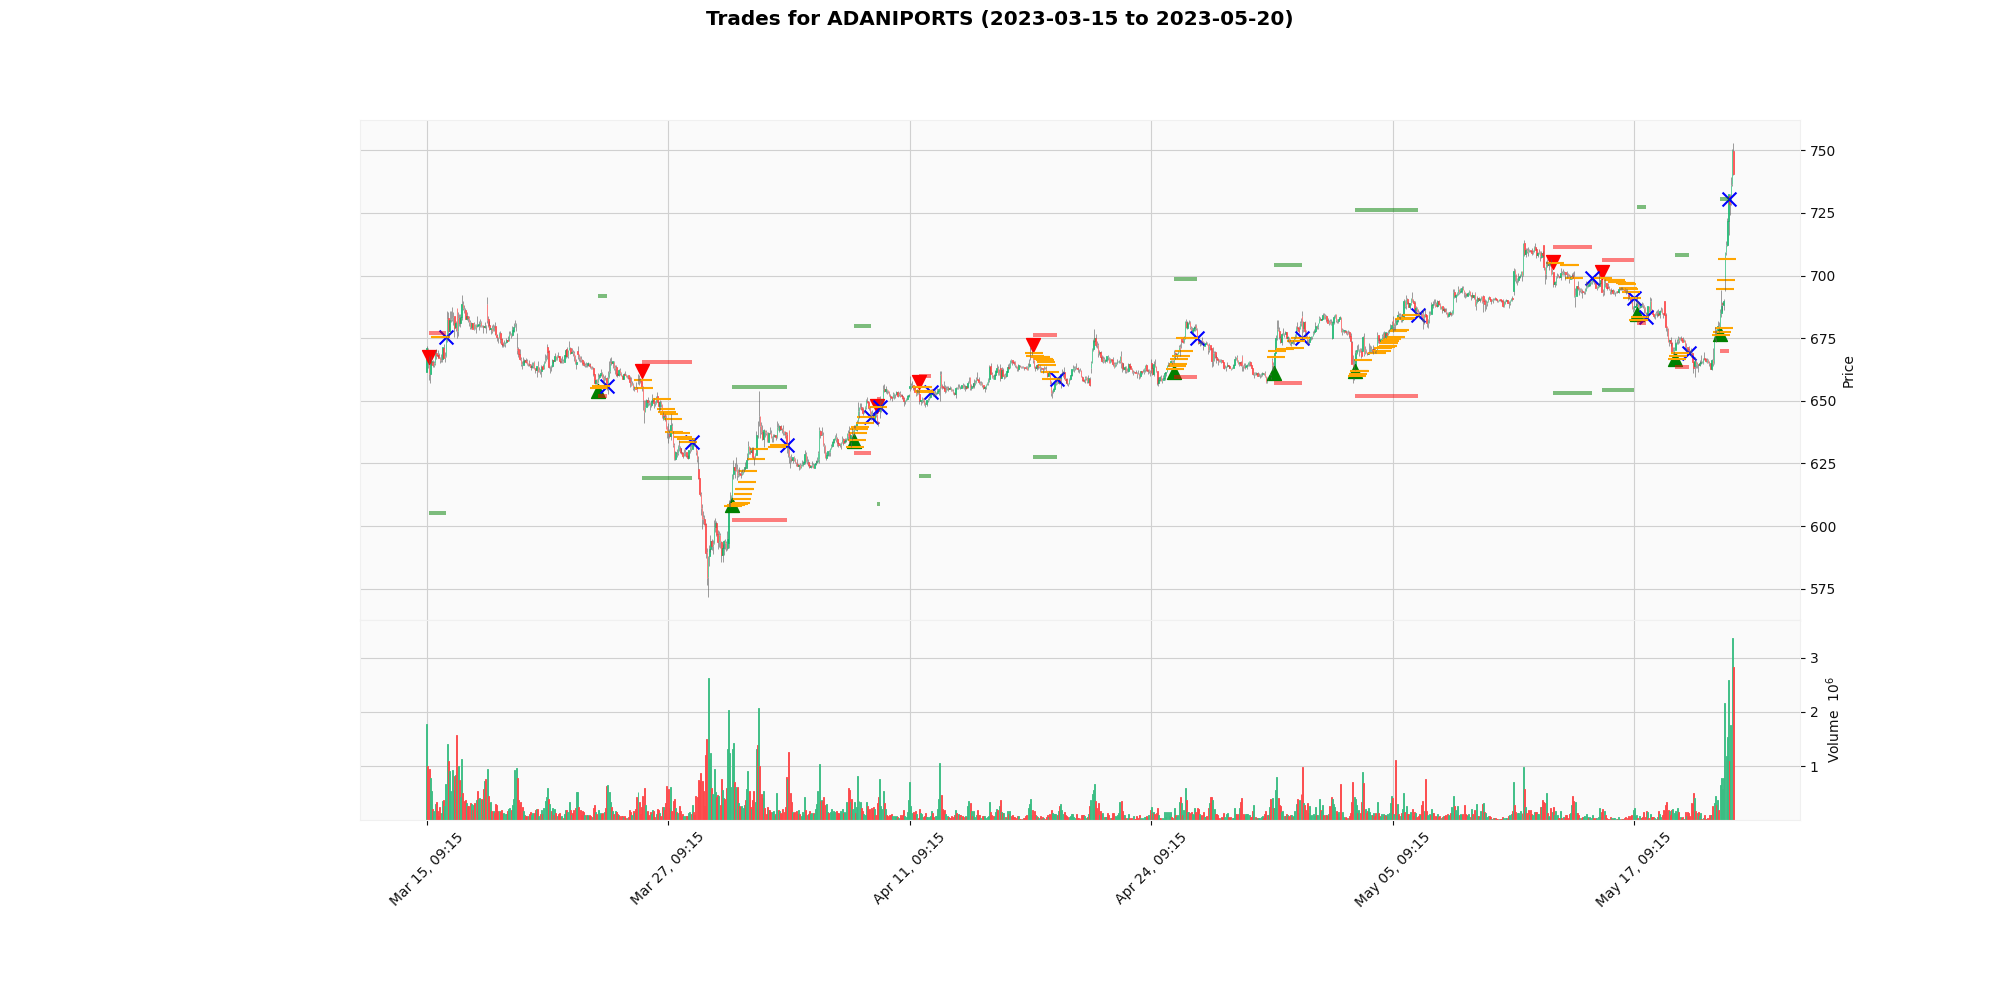 Trades for ADANIPORTS (2023-03-15 to 2023-05-20)
750
725
700
675
650
625
600
575
Price
3
2
1
Volume 10^6
Mar 15, 09:15
Mar 27, 09:15
Apr 11, 09:15
Apr 24, 09:15
May 05, 09:15
May 17, 09:15